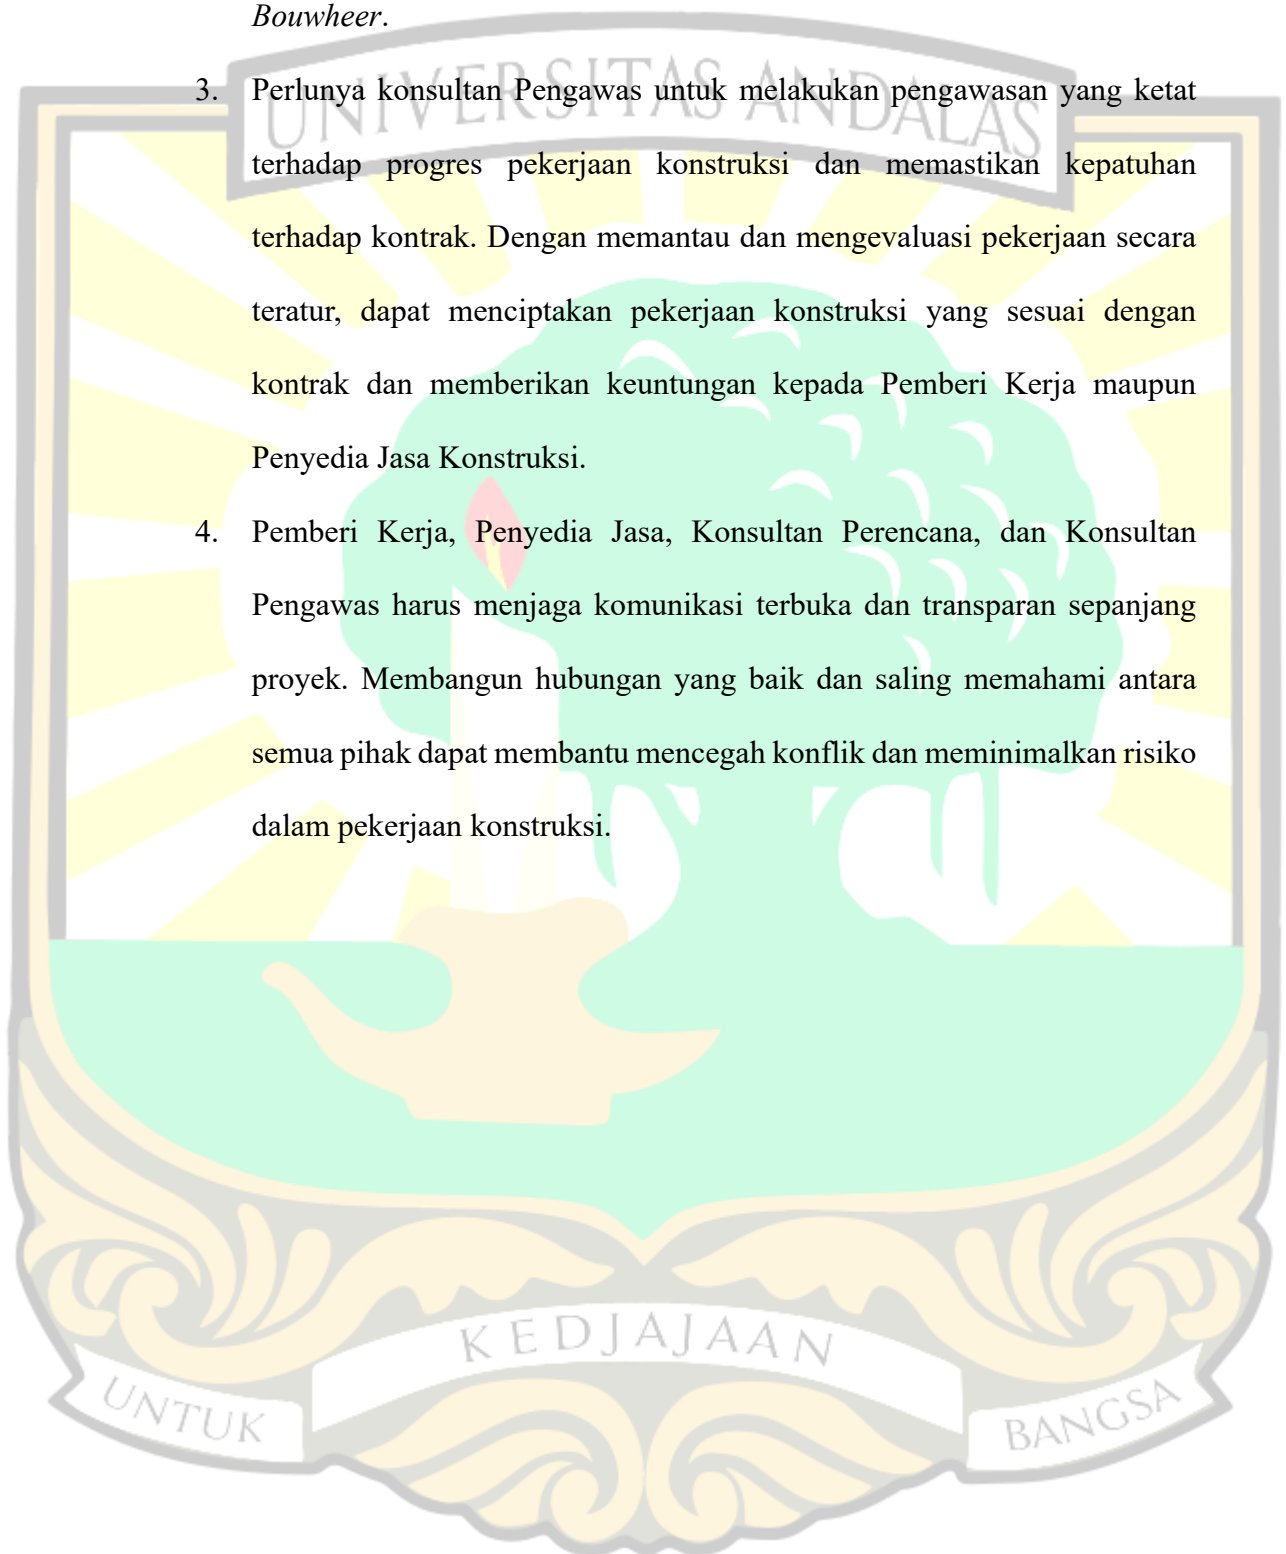 Bouwheer.
UNIVERSITAS ANDALAS
3. Perlunya konsultan Pengawas untuk melakukan pengawasan yang ketat
terhadap progres pekerjaan konstruksi dan memastikan kepatuhan
terhadap kontrak. Dengan memantau dan mengevaluasi pekerjaan secara
teratur, dapat menciptakan pekerjaan konstruksi yang sesuai dengan
kontrak dan memberikan keuntungan kepada Pemberi Kerja maupun
Penyedia Jasa Konstruksi.
4. Pemberi Kerja, Penyedia Jasa, Konsultan Perencana, dan Konsultan
Pengawas harus menjaga komunikasi terbuka dan transparan sepanjang
proyek. Membangun hubungan yang baik dan saling memahami antara
semua pihak dapat membantu mencegah konflik dan meminimalkan risiko
dalam pekerjaan konstruksi.
UNTUK
KEDJAJAAN
BANGSA